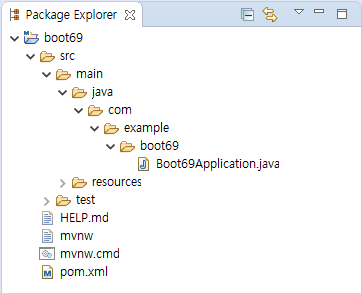 Package Explorer
boot69
src
main
java
com
example
boot69
Boot69Application.java
resources
test
HELP.md
mvnw
mvnw.cmd
pom.xml